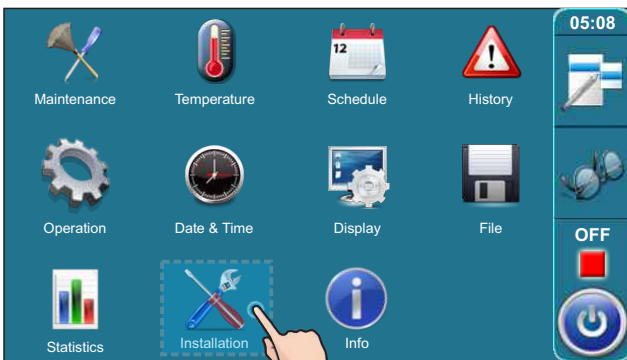 05:08
12
Maintenance Temperature Schedule History
Operation Date & Time Display File
OFF
Statistics Installation Info